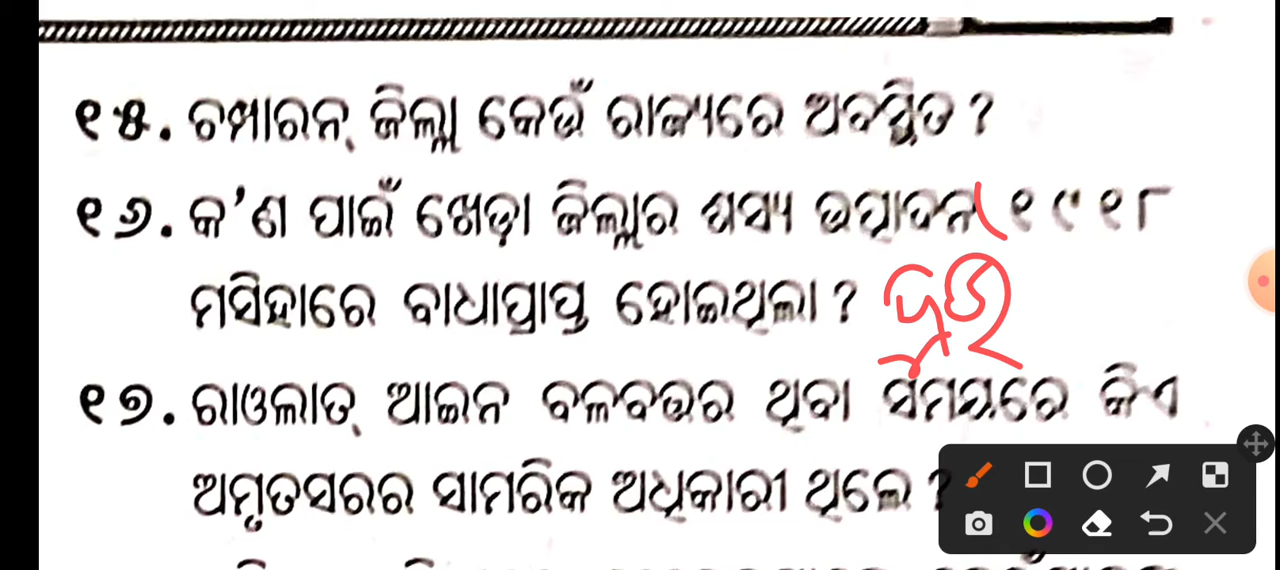 ୧୫. ଚମ୍ପାରନ୍ ଜିଲ୍ଲା କେଉଁ ରାଜ୍ୟରେ ଅବସ୍ଥିତ ?
୧୬. କ'ଣ ପାଇଁ ଖେଡ଼ା ଜିଲ୍ଲାର ଶସ୍ୟ ଉତ୍ପାଦନ ୧୯୧୮
ମସିହାରେ ବାଧାପ୍ରାପ୍ତ ହୋଇଥିଲା ?
୧୭. ରାଓଲାତ୍ ଆଇନ ବଳବତ୍ତର ଥିବା ସମୟରେ କିଏ
ଅମୃତସରର ସାମରିକ ଅଧିକାରୀ ଥିଲେ ?